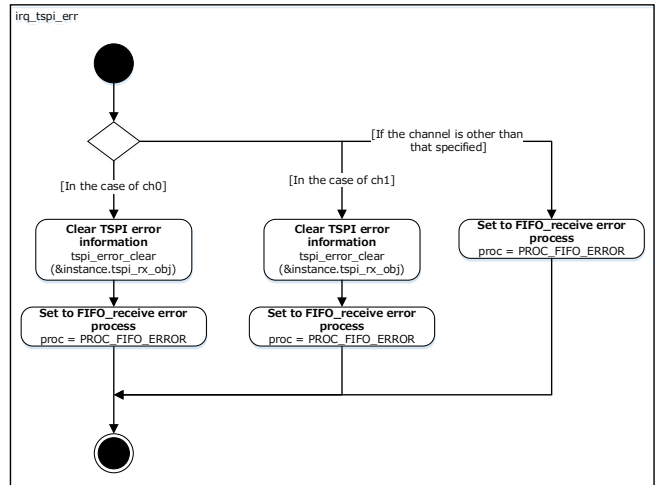 irq_tspi_err
[If the channel is other than
that specified]
[In the case of ch0]
[In the case of ch1]
Clear TSPI error
information
tspi_error_clear
(&instance.tspi_rx_obj)
Clear TSPI error
information
tspi_error_clear
(&instance.tspi_rx_obj)
Set to FIFO_receive error
process
proc = PROC_FIFO_ERROR
Set to FIFO_receive error
process
proc = PROC_FIFO_ERROR
Set to FIFO_receive error
process
proc = PROC_FIFO_ERROR